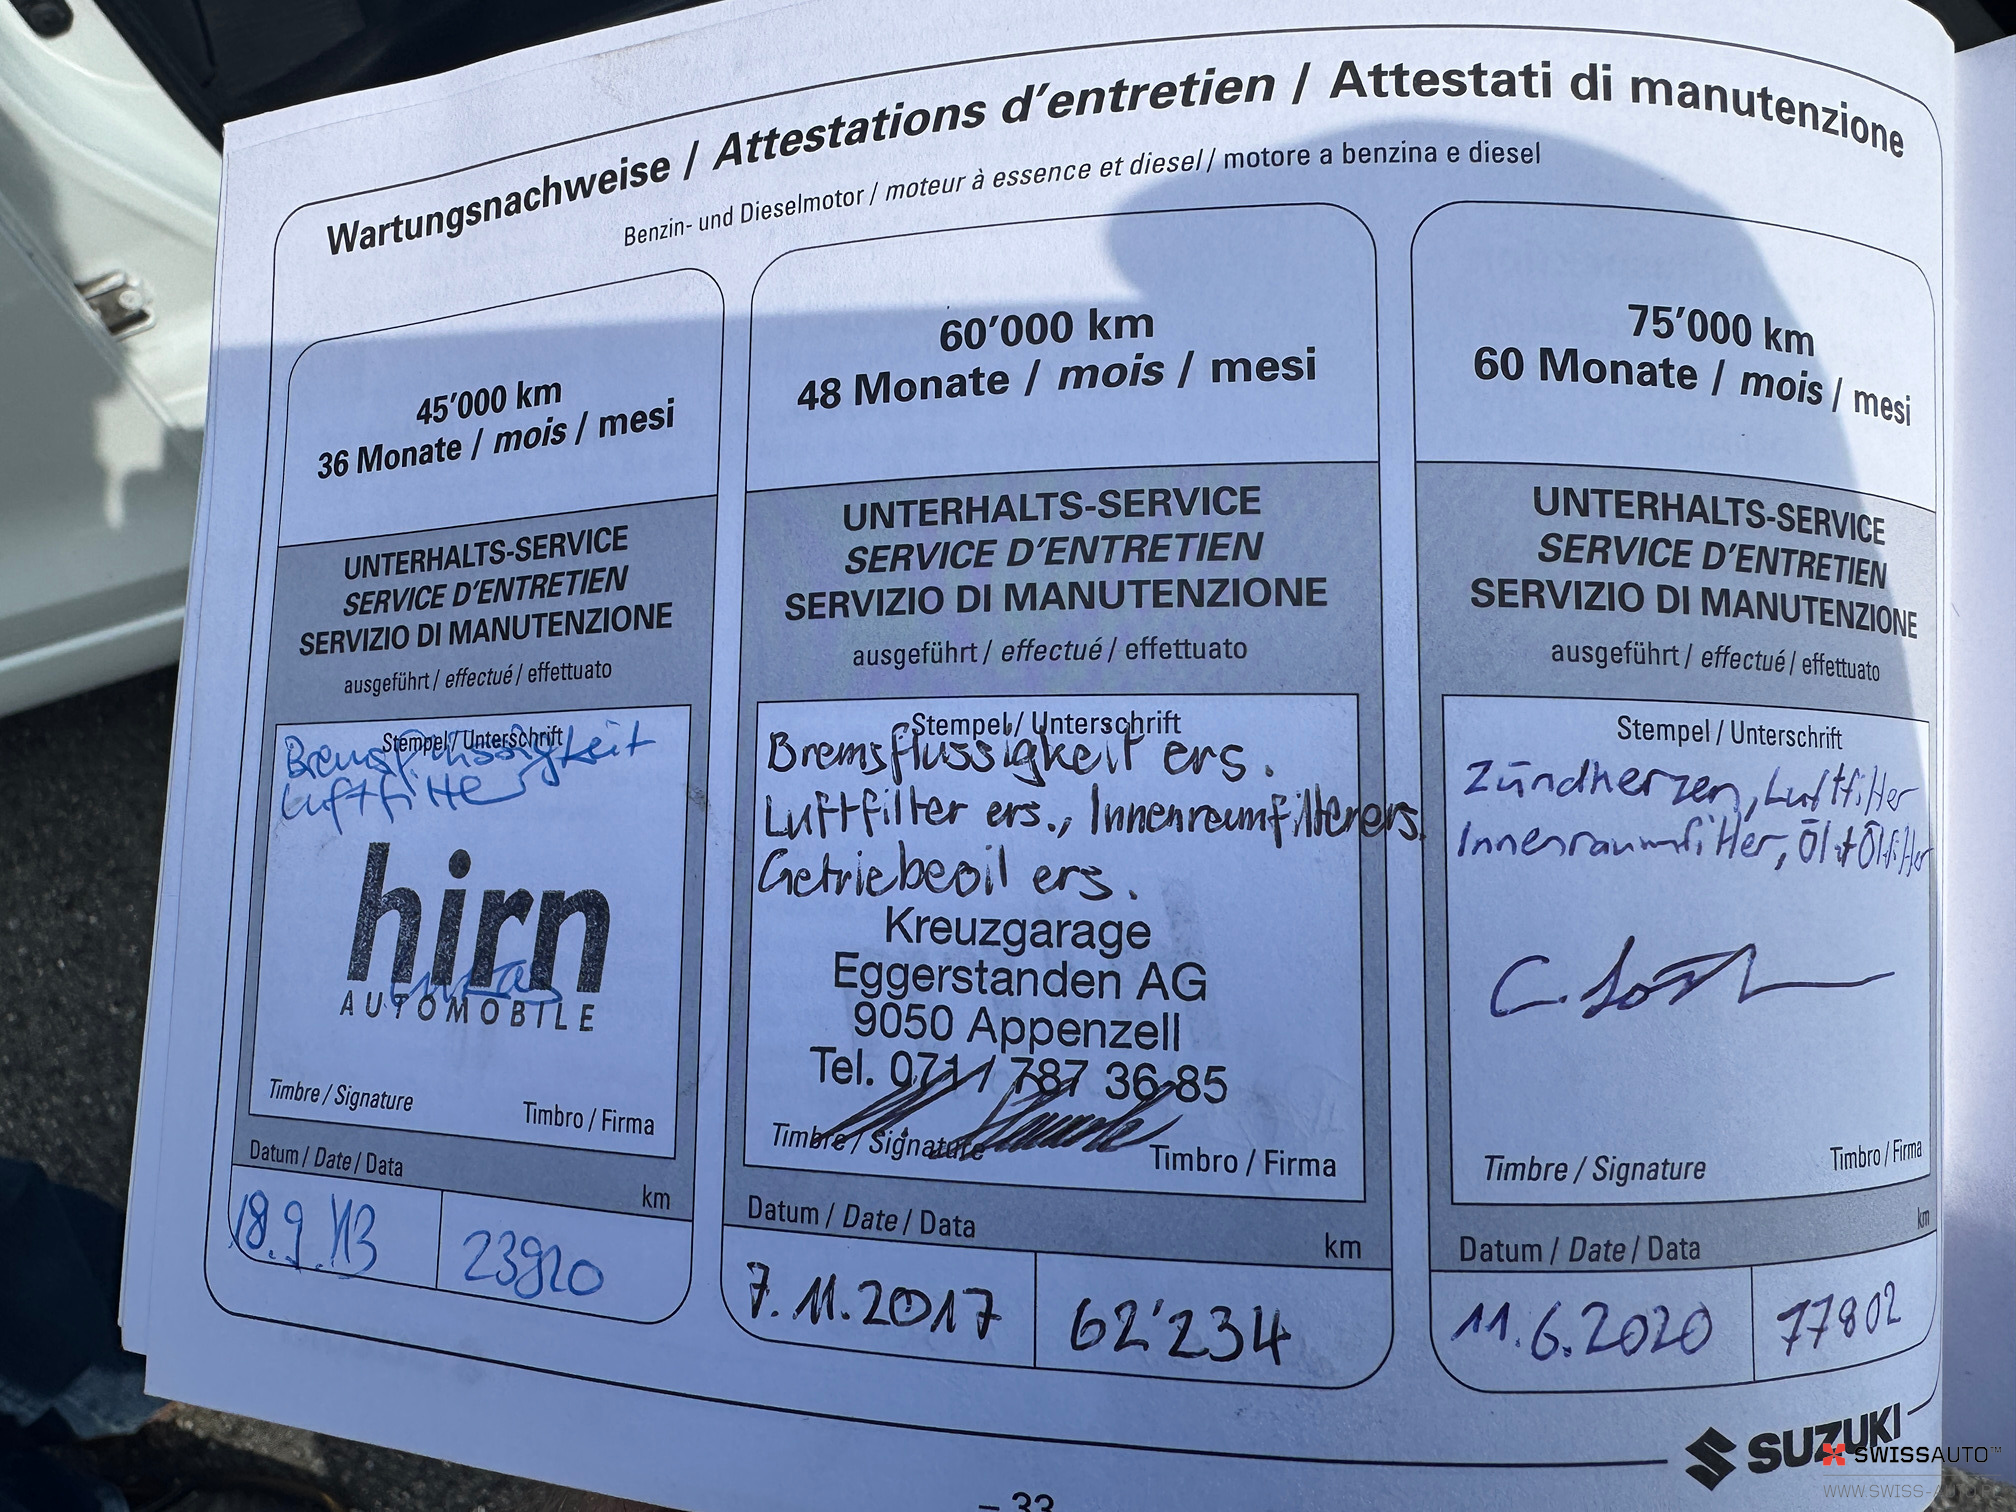 Wartungsnachweise / Attestations d'entretien / Attestati di manutenzione
Benzin- und Dieselmotor / moteur à essence et diesel / motore a benzina e diesel
45'000 km
36 Monate / mois / mesi
UNTERHALTS-SERVICE
SERVICE D'ENTRETIEN
SERVIZIO DI MANUTENZIONE
ausgeführt / effectué / effettuato
Stempel / Unterschrift
Bremsflüssigkeit
Luftfilter
hirn
AUTOMOBILE
Timbre / Signature
Timbro / Firma
Datum / Date / Data
km
18.9.13
23920
60'000 km
48 Monate / mois / mesi
UNTERHALTS-SERVICE
SERVICE D'ENTRETIEN
SERVIZIO DI MANUTENZIONE
ausgeführt / effectué / effettuato
Stempel / Unterschrift
Bremsflüssigkeit ers.
Luftfilter ers., Innenraumfilter ers.
Getriebeoil ers.
Kreuzgarage
Eggerstanden AG
9050 Appenzell
Tel. 071 / 787 36 85
Timbre / Signature
Timbro / Firma
Datum / Date / Data
km
7.11.2017
62'234
75'000 km
60 Monate / mois / mesi
UNTERHALTS-SERVICE
SERVICE D'ENTRETIEN
SERVIZIO DI MANUTENZIONE
ausgeführt / effectué / effettuato
Stempel / Unterschrift
Zündherzen, Luftfilter
Innenraumfilter, Öl + Ölfilter
Timbre / Signature
Timbro / Firma
km
Datum / Date / Data
11.6.2020
77802
SUZUKI
SWISSAUTO™
– 33